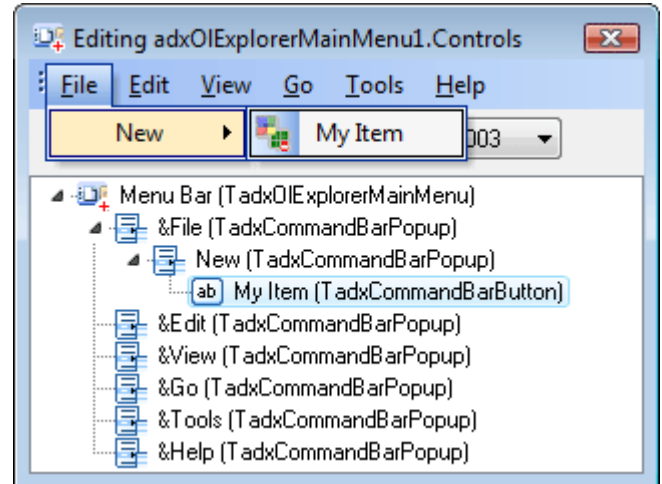 Editing adxOlExplorerMainMenu1.Controls
File Edit View Go Tools Help
New My Item
003
Menu Bar (TadxOlExplorerMainMenu)
&File (TadxCommandBarPopup)
New (TadxCommandBarPopup)
ab My Item (TadxCommandBarButton)
&Edit (TadxCommandBarPopup)
&View (TadxCommandBarPopup)
&Go (TadxCommandBarPopup)
&Tools (TadxCommandBarPopup)
&Help (TadxCommandBarPopup)